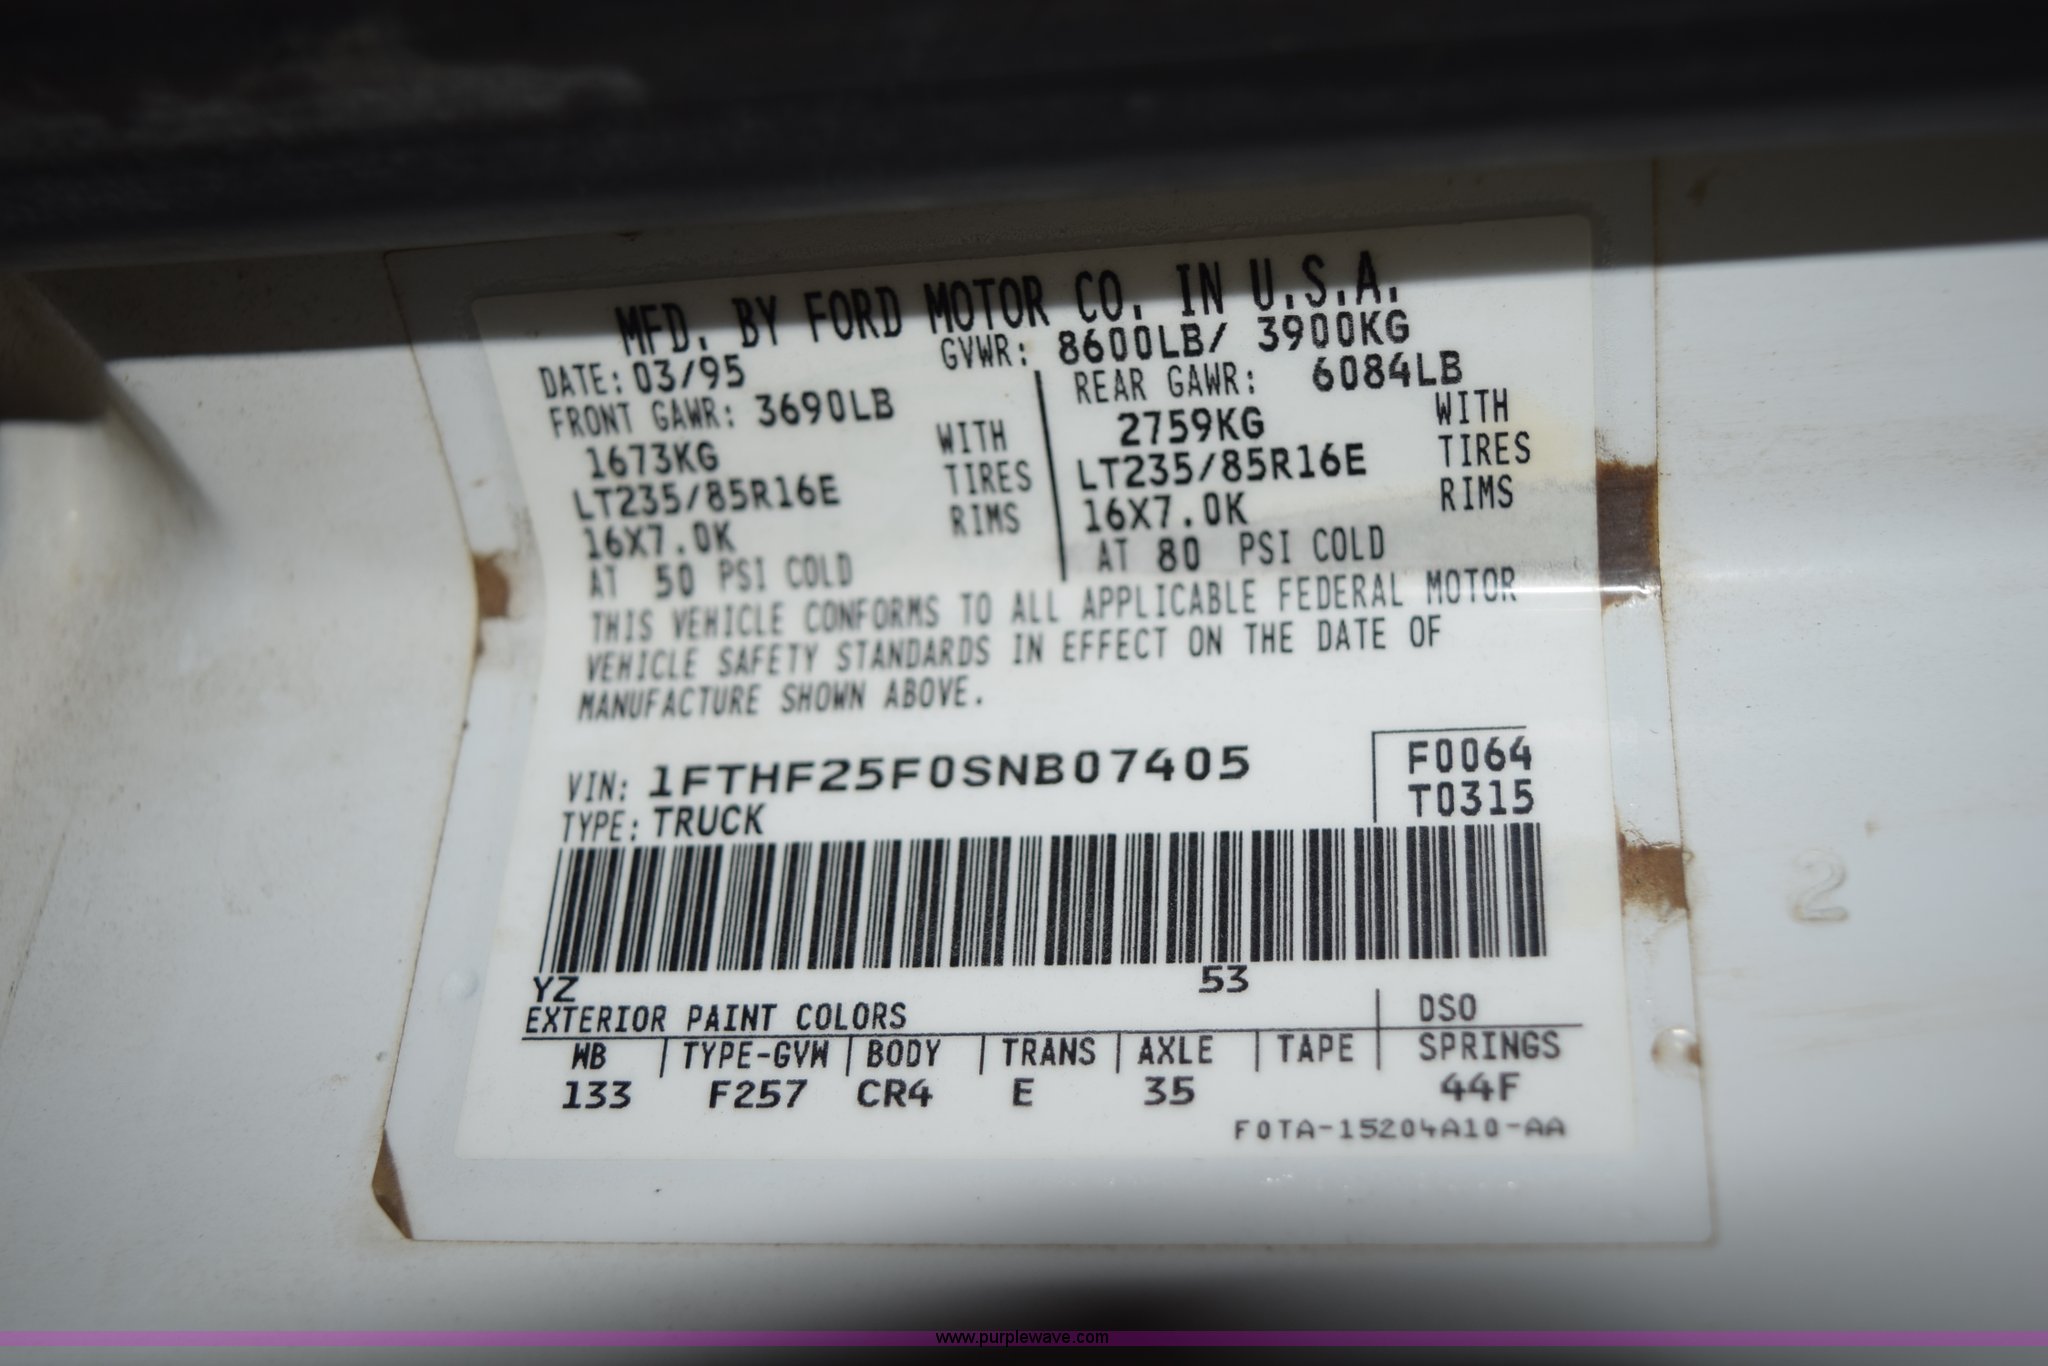 MFD. BY FORD MOTOR CO. IN U.S.A.
DATE: 03/95 GVWR: 8600LB/ 3900KG
FRONT GAWR: 3690LB REAR GAWR: 6084LB
1673KG WITH 2759KG WITH
LT235/85R16E TIRES LT235/85R16E TIRES
16X7.0K RIMS 16X7.0K RIMS
AT 50 PSI COLD AT 80 PSI COLD
THIS VEHICLE CONFORMS TO ALL APPLICABLE FEDERAL MOTOR
VEHICLE SAFETY STANDARDS IN EFFECT ON THE DATE OF
MANUFACTURE SHOWN ABOVE.
VIN: 1FTHF25F0SNB07405 F0064
TYPE: TRUCK T0315
YZ 53
EXTERIOR PAINT COLORS DSO
WB TYPE-GVW BODY TRANS AXLE TAPE SPRINGS
133 F257 CR4 E 35 44F
F0TA-15204A10-AA
2
www.purplewave.com